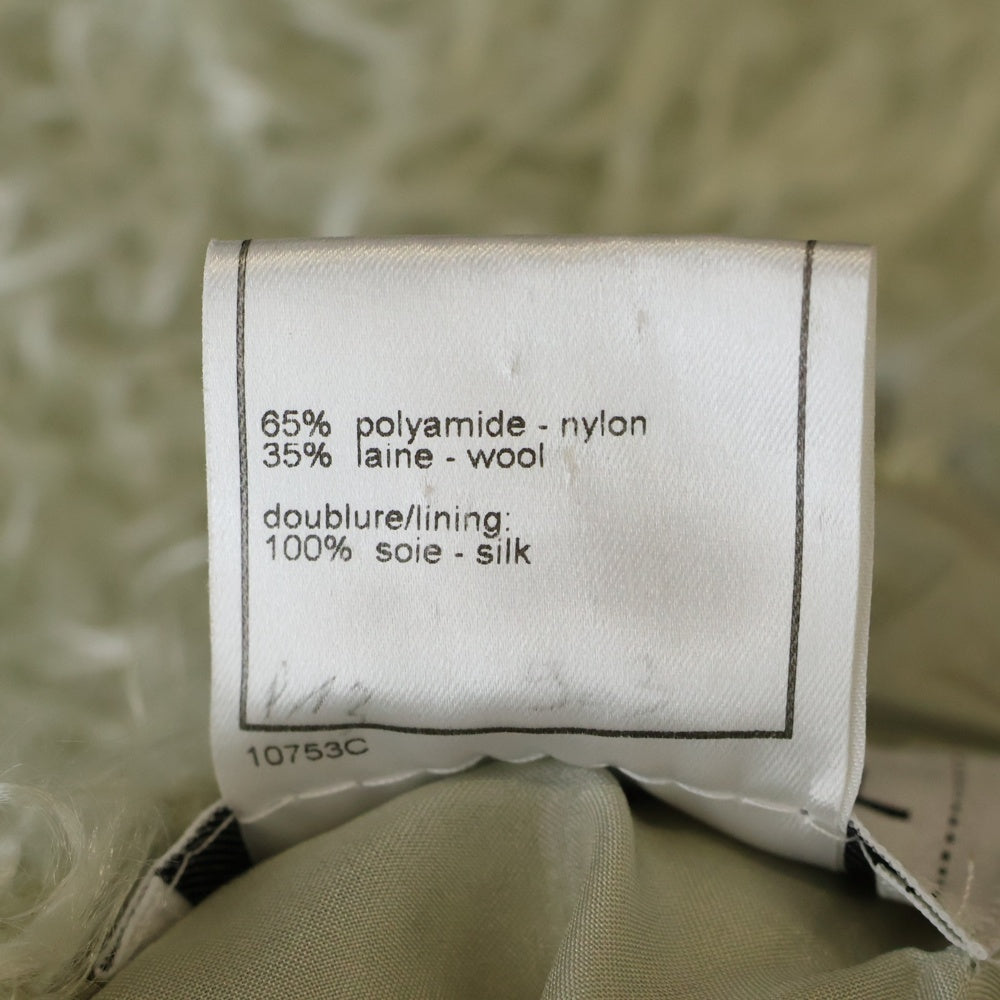 65% polyamide - nylon
35% laine - wool
doublure/lining:
100% soie - silk
10753C